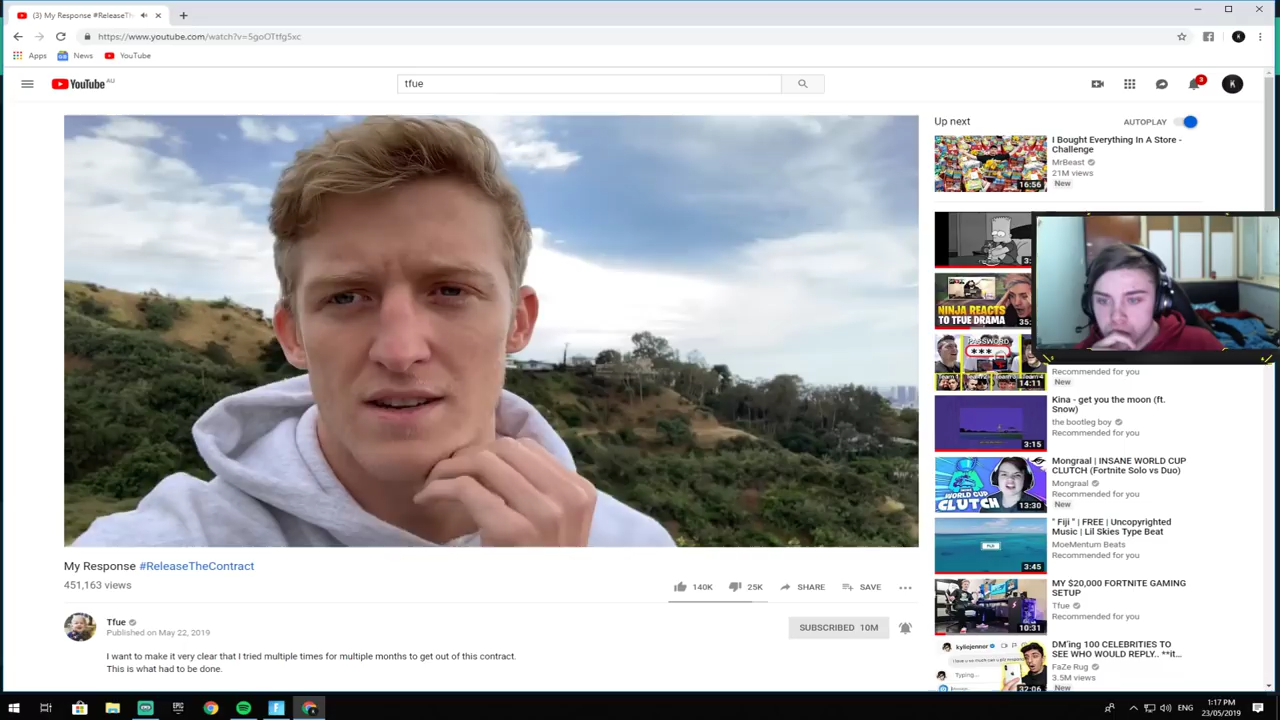 (3) My Response #ReleaseTh
https://www.youtube.com/watch?v=5goOTtfg5xc
Apps
News
YouTube
YouTube AU
tfue
3
K
Up next
AUTOPLAY
I Bought Everything In A Store -
Challenge
MrBeast
21M views
New
16:56
3:
NINJA REACTS
TO TFUE DRAMA
35:
PASSWORD
***
14:11
Recommended for you
New
Kina - get you the moon (ft.
Snow)
the bootleg boy
Recommended for you
3:15
Mongraal | INSANE WORLD CUP
CLUTCH (Fortnite Solo vs Duo)
Mongraal
Recommended for you
New
WORLD CUP
CLUTCH
13:30
" Fiji " | FREE | Uncopyrighted
Music | Lil Skies Type Beat
MoeMentum Beats
Recommended for you
3:45
MY $20,000 FORTNITE GAMING
SETUP
Tfue
Recommended for you
10:31
DM'ing 100 CELEBRITIES TO
SEE WHO WOULD REPLY.. **it...
FaZe Rug
3.5M views
New
kyliejenner
Typing...
32:06
My Response #ReleaseTheContract
451,163 views
140K
25K
SHARE
SAVE
Tfue
Published on May 22, 2019
SUBSCRIBED 10M
I want to make it very clear that I tried multiple times for multiple months to get out of this contract.
This is what had to be done.
EPIC
ENG
1:17 PM
23/05/2019